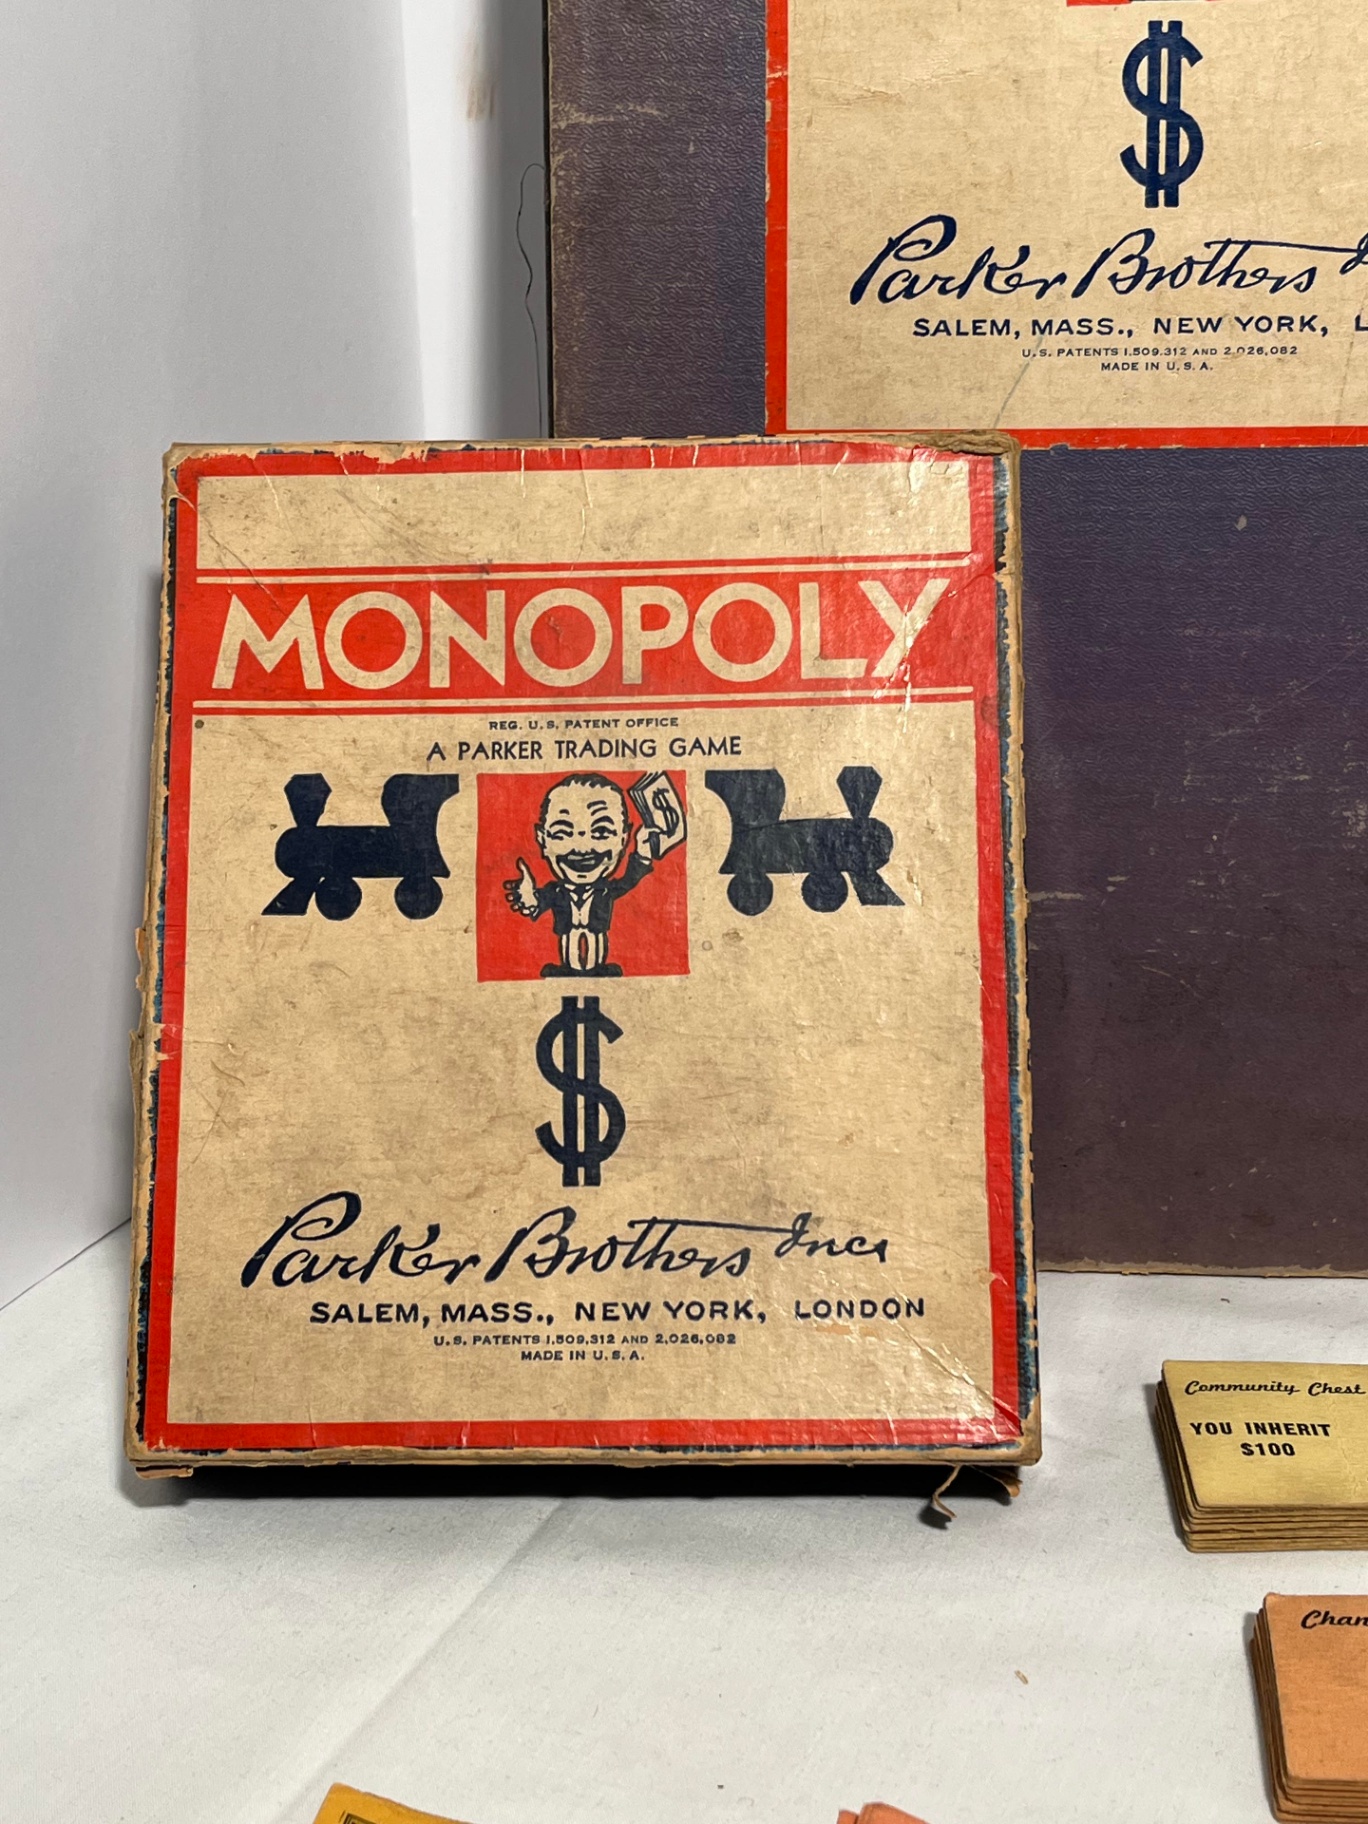 $
Parker Brothers
SALEM, MASS., NEW YORK,
U.S. PATENTS 1,509,312 AND 2,026,082
MADE IN U.S.A.
MONOPOLY
REG. U.S. PATENT OFFICE
A PARKER TRADING GAME
$
$
Parker Brothers Inc.
SALEM, MASS., NEW YORK, LONDON
U.S. PATENTS 1,509,312 AND 2,026,082
MADE IN U.S.A.
Community Chest
YOU INHERIT
$100
Chan